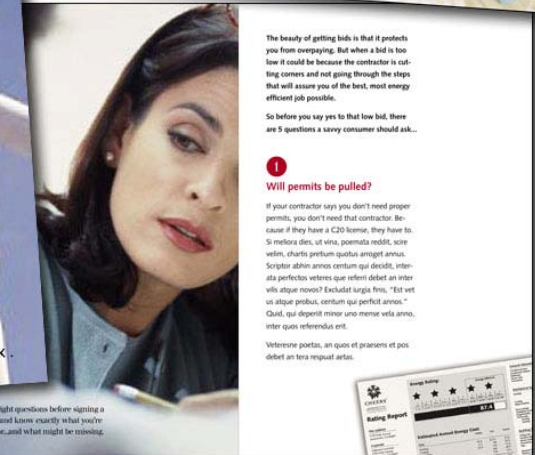 The beauty of getting bids is that it protects
you from overpaying. But when a bid is too
low it could be because the contractor is cut-
ting corners and not going through the steps
that will assure you of the best, most energy
efficient job possible.
So before you say yes to that low bid, there
are 5 questions a savvy consumer should ask...
1
Will permits be pulled?
If your contractor says you don't need proper
permits, you don't need that contractor. Be-
cause if they have a C20 license, they have to.
Si meliora dies, ut vina, poemata reddit, scire
velim, chartis pretium quotus arroget annus.
Scriptor abhin annos centum qui decidit, inter-
ata perfectos veteres que referri debet an inter
vilis atque novos? Excludat iurgia finis, "Est vet
us atque probus, centum qui perficit annos."
Quid, qui deperiit minor uno mense vela anno,
inter quos referendus erit.
Veteresne poetas, an quos et praesens et pos
debet an tera respuat aetas.
k.
ight questions before signing a
and know exactly what you're
r...and what might be missing.
CHEERS
Rating Report
Energy Rating:
87.4
Estimated Annual Energy Cost: